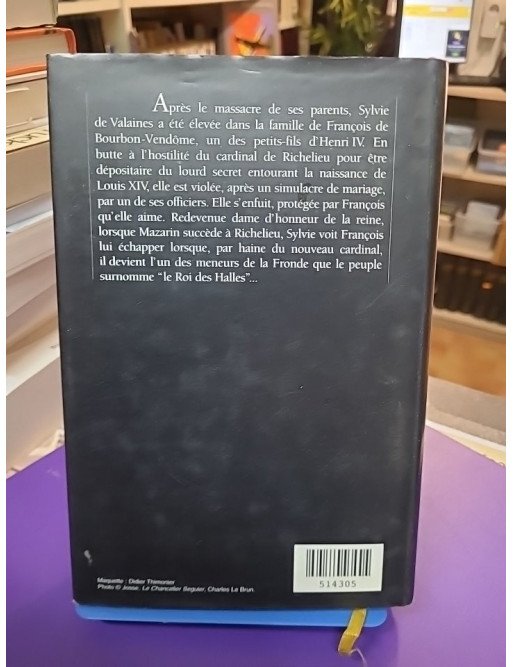 Après le massacre de ses parents, Sylvie
de Valaines a été élevée dans la famille de François de
Bourbon-Vendôme, un des petits-fils d'Henri IV. En
butte à l'hostilité du cardinal de Richelieu pour être
dépositaire du lourd secret entourant la naissance de
Louis XIV, elle est violée, après un simulacre de mariage,
par un de ses officiers. Elle s'enfuit, protégée par François
qu'elle aime. Redevenue dame d'honneur de la reine,
lorsque Mazarin succède à Richelieu, Sylvie voit François
lui échapper lorsque, par haine du nouveau cardinal,
il devient l'un des meneurs de la Fronde que le peuple
surnomme "le Roi des Halles"...
Maquette : Didier Thimonier
Photo © Josse, Le Chancelier Séguier, Charles Le Brun.
514305